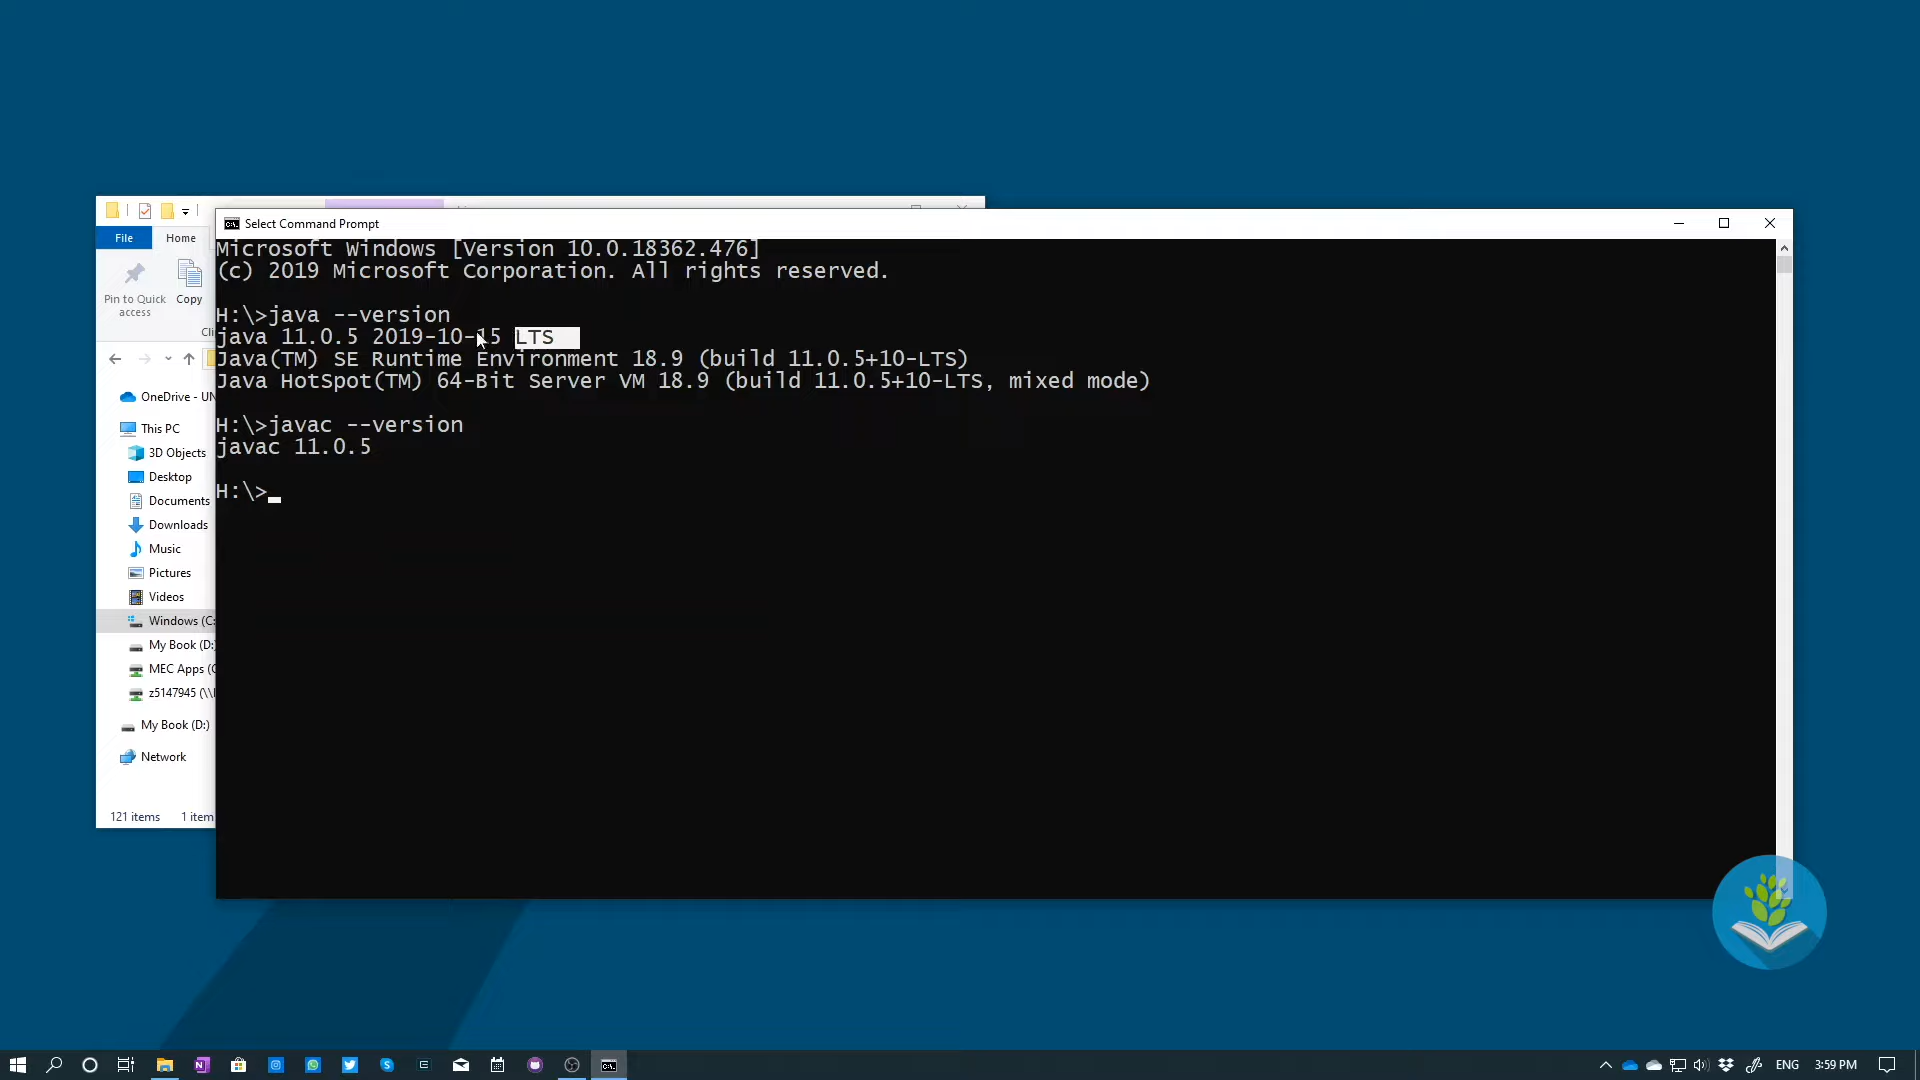 Select Command Prompt
File
Home
Pin to Quick access
Copy
OneDrive - UN
This PC
3D Objects
Desktop
Documents
Downloads
Music
Pictures
Videos
Windows (C:
My Book (D:)
MEC Apps (
z5147945 (\\
My Book (D:)
Network
121 items 1 item
Microsoft Windows [Version 10.0.18362.476]
(c) 2019 Microsoft Corporation. All rights reserved.
H:\>java --version
java 11.0.5 2019-10-15 LTS
Java(TM) SE Runtime Environment 18.9 (build 11.0.5+10-LTS)
Java HotSpot(TM) 64-Bit Server VM 18.9 (build 11.0.5+10-LTS, mixed mode)
H:\>javac --version
javac 11.0.5
H:\>
ENG 3:59 PM